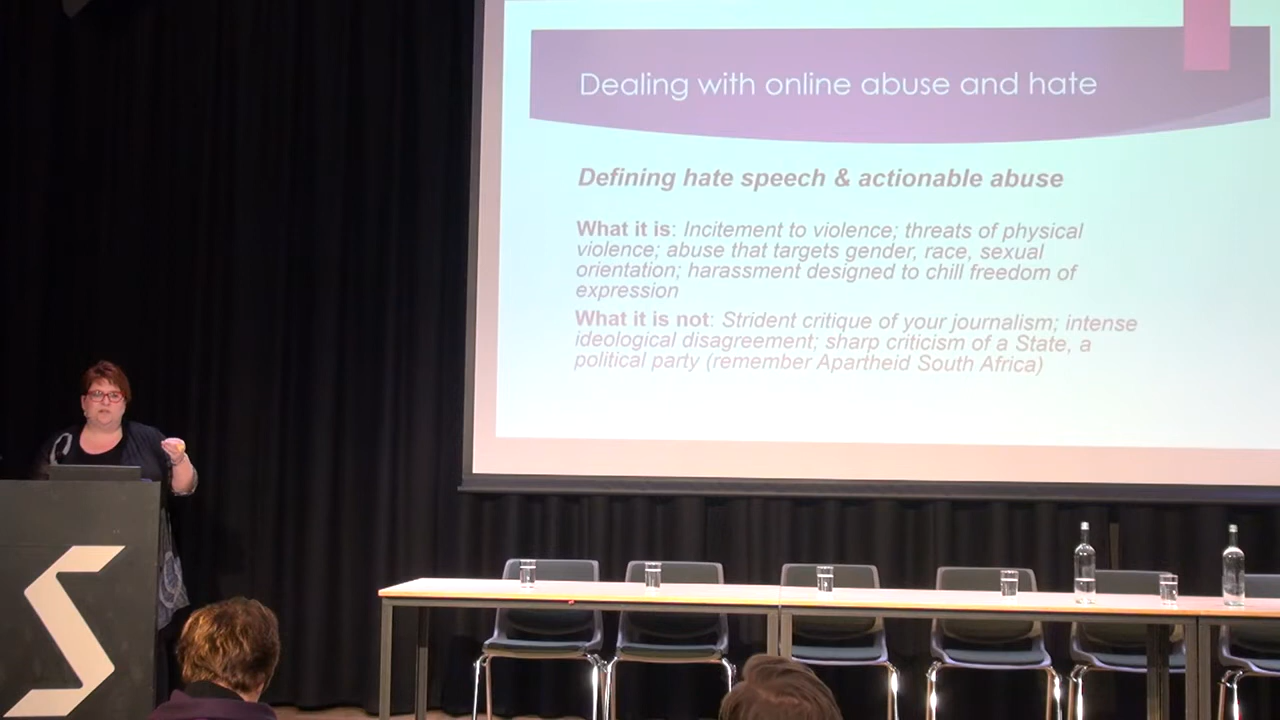 Dealing with online abuse and hate
Defining hate speech & actionable abuse
What it is: Incitement to violence; threats of physical
violence; abuse that targets gender, race, sexual
orientation; harassment designed to chill freedom of
expression
What it is not: Strident critique of your journalism; intense
ideological disagreement; sharp criticism of a State, a
political party (remember Apartheid South Africa)
S